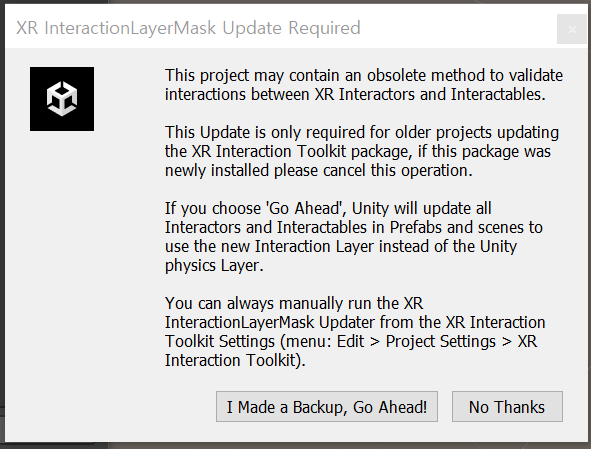 XR InteractionLayerMask Update Required
This project may contain an obsolete method to validate
interactions between XR Interactors and Interactables.
This Update is only required for older projects updating
the XR Interaction Toolkit package, if this package was
newly installed please cancel this operation.
If you choose 'Go Ahead', Unity will update all
Interactors and Interactables in Prefabs and scenes to
use the new Interaction Layer instead of the Unity
physics Layer.
You can always manually run the XR
InteractionLayerMask Updater from the XR Interaction
Toolkit Settings (menu: Edit > Project Settings > XR
Interaction Toolkit).
I Made a Backup, Go Ahead!
No Thanks